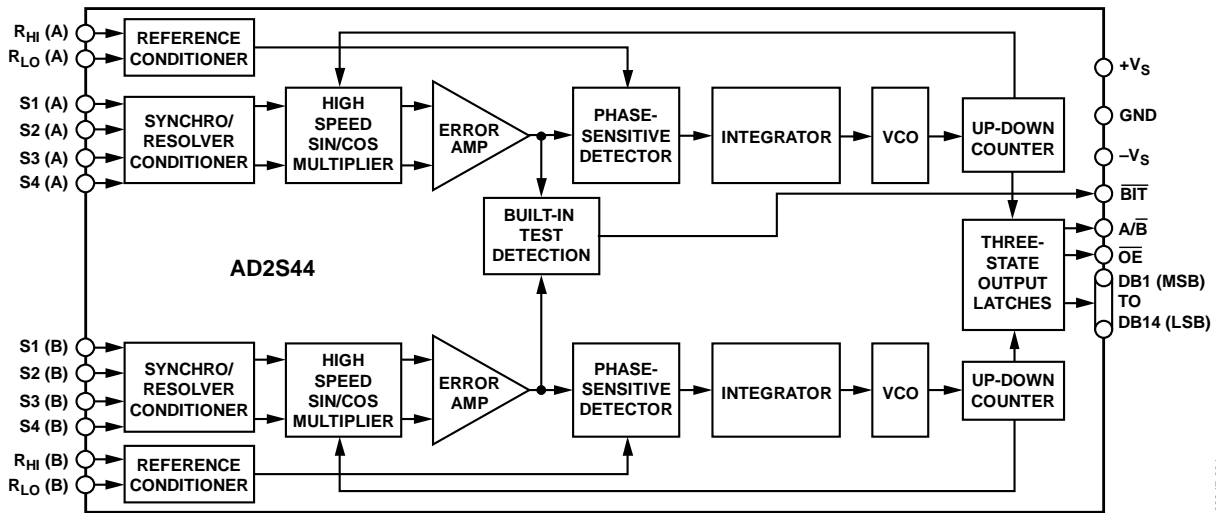 R_HI (A)
R_LO (A)
REFERENCE
CONDITIONER
S1 (A)
S2 (A)
S3 (A)
S4 (A)
SYNCHRO/
RESOLVER
CONDITIONER
HIGH
SPEED
SIN/COS
MULTIPLIER
ERROR
AMP
PHASE-
SENSITIVE
DETECTOR
INTEGRATOR
VCO
UP-DOWN
COUNTER
+V_S
GND
–V_S
B̅I̅T̅
A/B̅
O̅E̅
DB1 (MSB)
TO
DB14 (LSB)
BUILT-IN
TEST
DETECTION
THREE-
STATE
OUTPUT
LATCHES
AD2S44
S1 (B)
S2 (B)
S3 (B)
S4 (B)
SYNCHRO/
RESOLVER
CONDITIONER
HIGH
SPEED
SIN/COS
MULTIPLIER
ERROR
AMP
PHASE-
SENSITIVE
DETECTOR
INTEGRATOR
VCO
UP-DOWN
COUNTER
R_HI (B)
R_LO (B)
REFERENCE
CONDITIONER